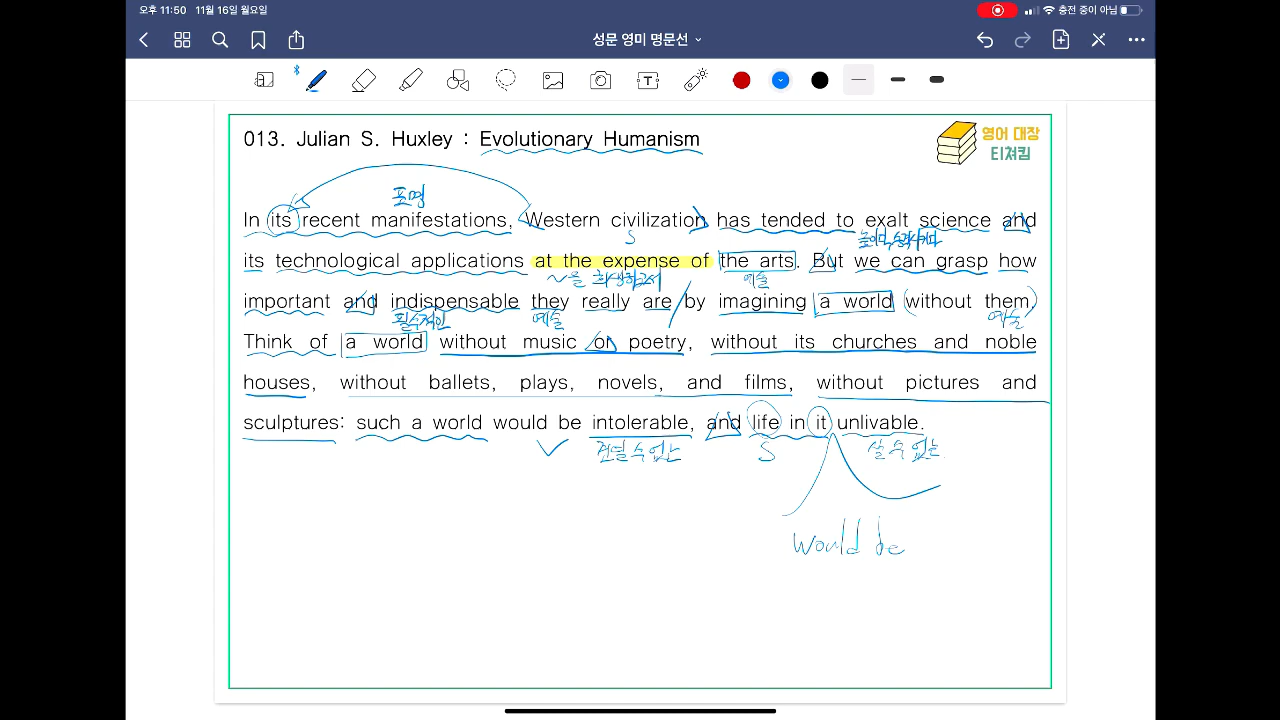 오후 11:50 11월 16일 월요일
충전 중이 아님
성문 영미 명문선
013. Julian S. Huxley : Evolutionary Humanism
영어 대장
티쳐킴
표명
In its recent manifestations, Western civilization has tended to exalt science and
S
its technological applications at the expense of the arts. But we can grasp how
~을 희생하고서 예술
important and indispensable they really are by imagining a world (without them,)
필수적인 예술 예술
Think of a world without music or poetry, without its churches and noble
houses, without ballets, plays, novels, and films, without pictures and
sculptures: such a world would be intolerable, and life in it unlivable.
견딜 수 없는 S 살 수 없는
would be